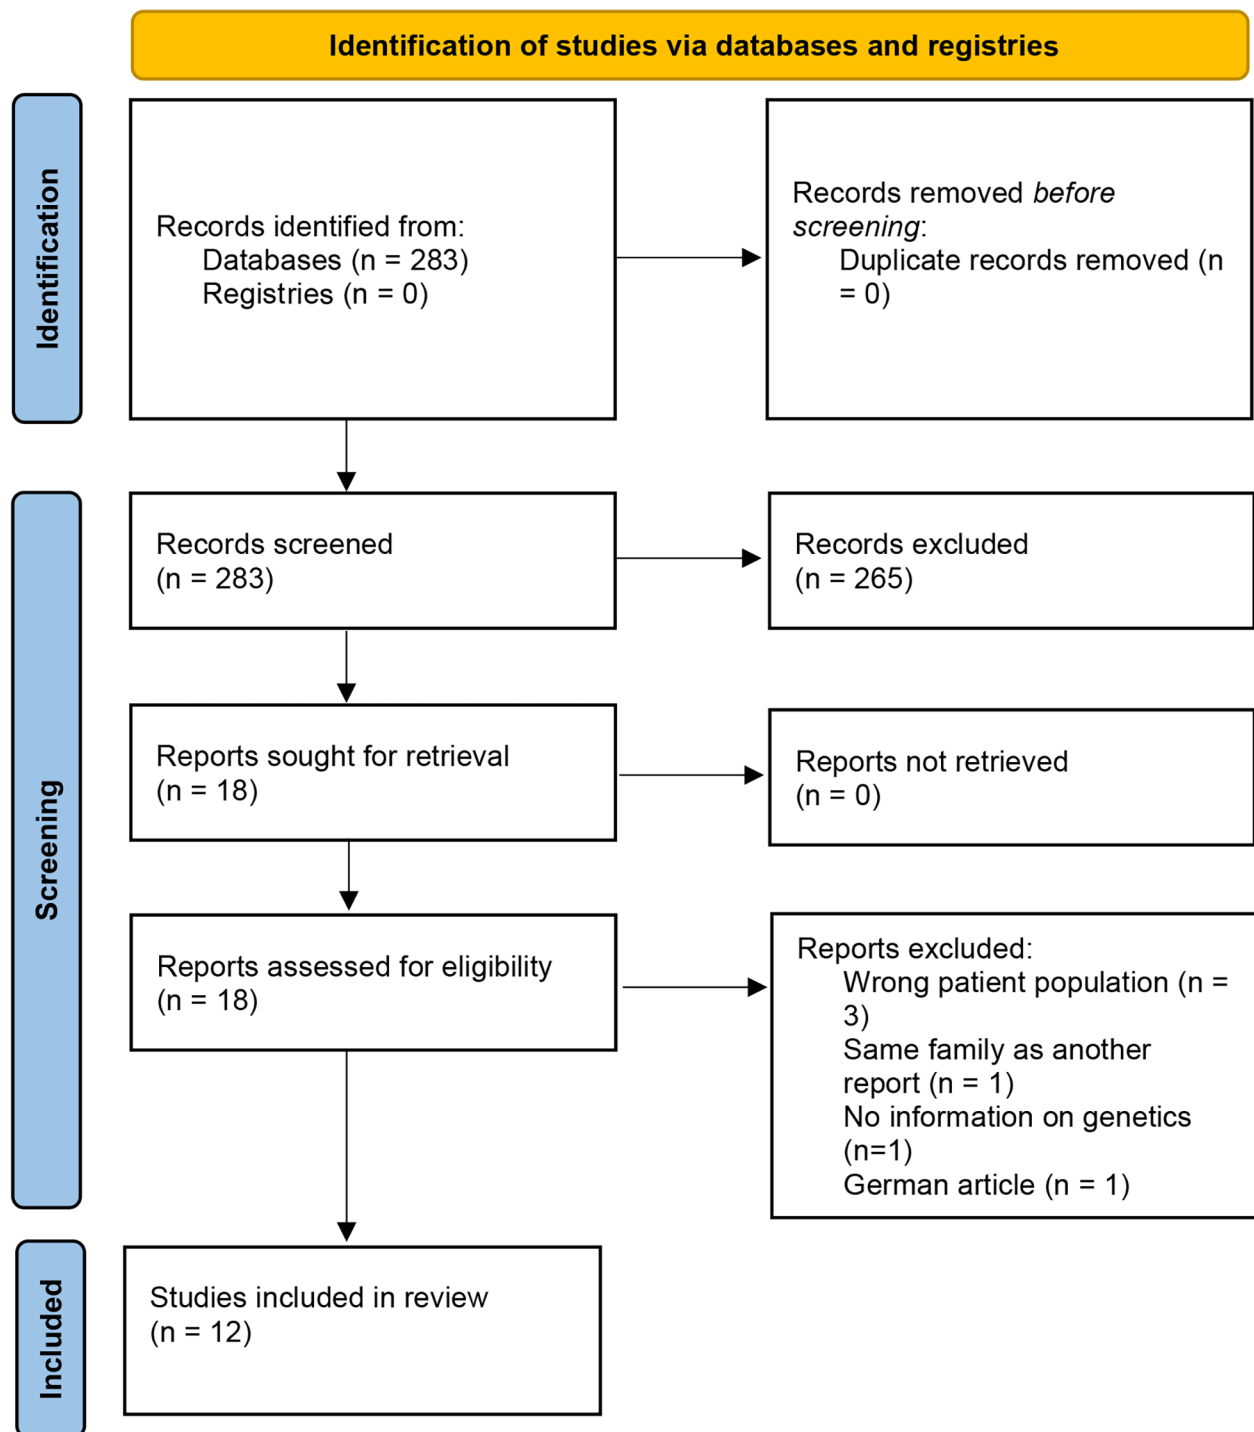 Identification of studies via databases and registries
Identification
Records identified from:
Databases (n = 283)
Registries (n = 0)
Records removed before
screening:
Duplicate records removed (n
= 0)
Screening
Records screened
(n = 283)
Records excluded
(n = 265)
Reports sought for retrieval
(n = 18)
Reports not retrieved
(n = 0)
Reports assessed for eligibility
(n = 18)
Reports excluded:
Wrong patient population (n =
3)
Same family as another
report (n = 1)
No information on genetics
(n=1)
German article (n = 1)
Included
Studies included in review
(n = 12)